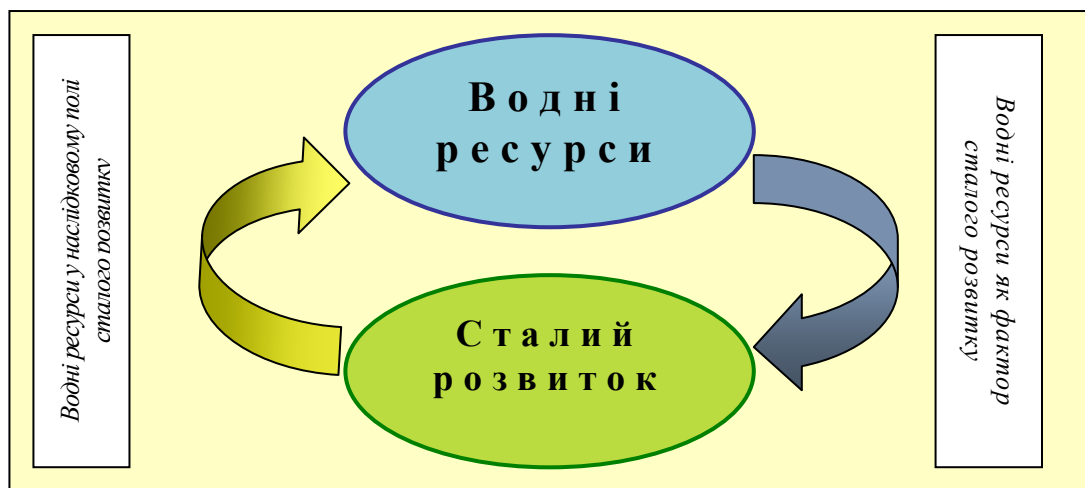 Водні ресурси у наслідковому полі
сталого розвитку
Водні
ресурси
Сталий
розвиток
Водні ресурси як фактор
сталого розвитку